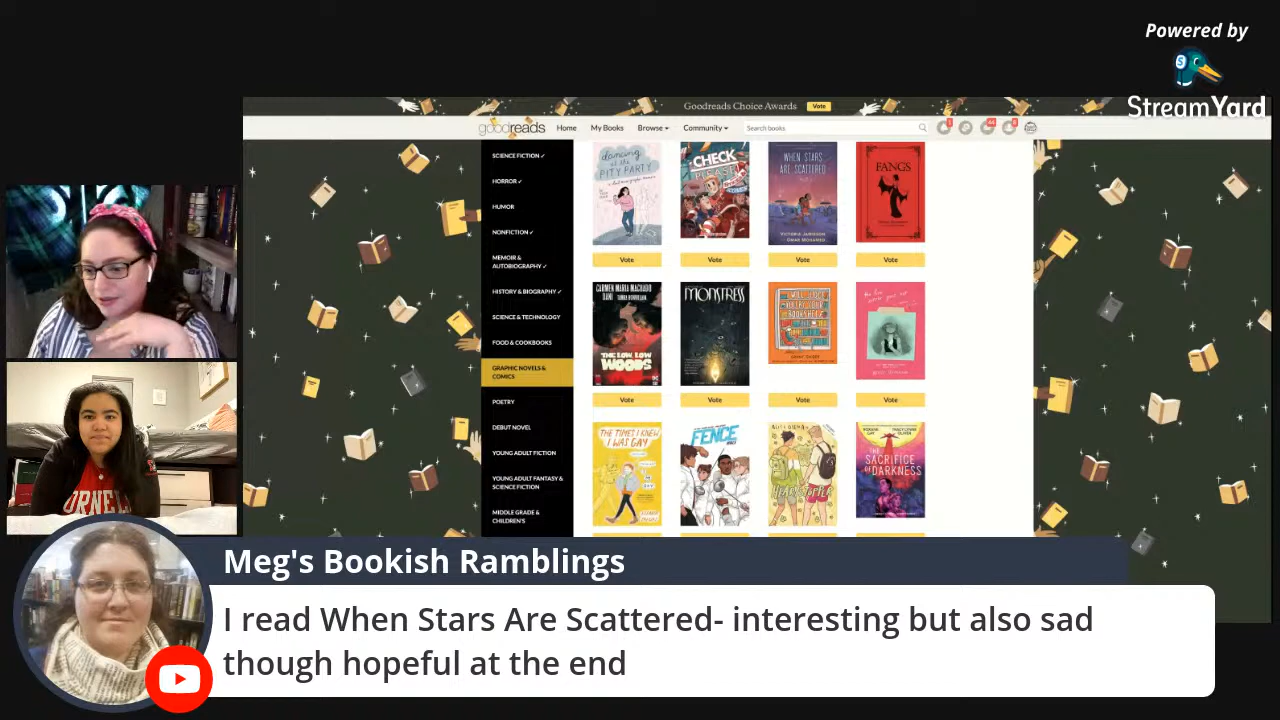 Powered by
StreamYard
Goodreads Choice Awards Vote
goodreads Home My Books Browse Community Search books
SCIENCE FICTION ✓
HORROR ✓
HUMOR
NONFICTION ✓
MEMOIR &
AUTOBIOGRAPHY ✓
HISTORY & BIOGRAPHY ✓
SCIENCE & TECHNOLOGY
FOOD & COOKBOOKS
GRAPHIC NOVELS &
COMICS
POETRY
DEBUT NOVEL
YOUNG ADULT FICTION
YOUNG ADULT FANTASY &
SCIENCE FICTION
MIDDLE GRADE &
CHILDREN'S
dancing
at the
PITY PARTY
CHECK
PLEASE!
WHEN STARS
ARE SCATTERED
VICTORIA JAMIESON
OMAR MOHAMED
FANGS
Vote Vote Vote Vote
CARMEN MARIA MACHADO
DANI
THE LOW, LOW
WOODS
MONSTRESS
Vote Vote Vote Vote
THE TIMES I KNEW
I WAS GAY
FENCE
THE
SACRIFICE
OF DARKNESS
Meg's Bookish Ramblings
I read When Stars Are Scattered- interesting but also sad
though hopeful at the end